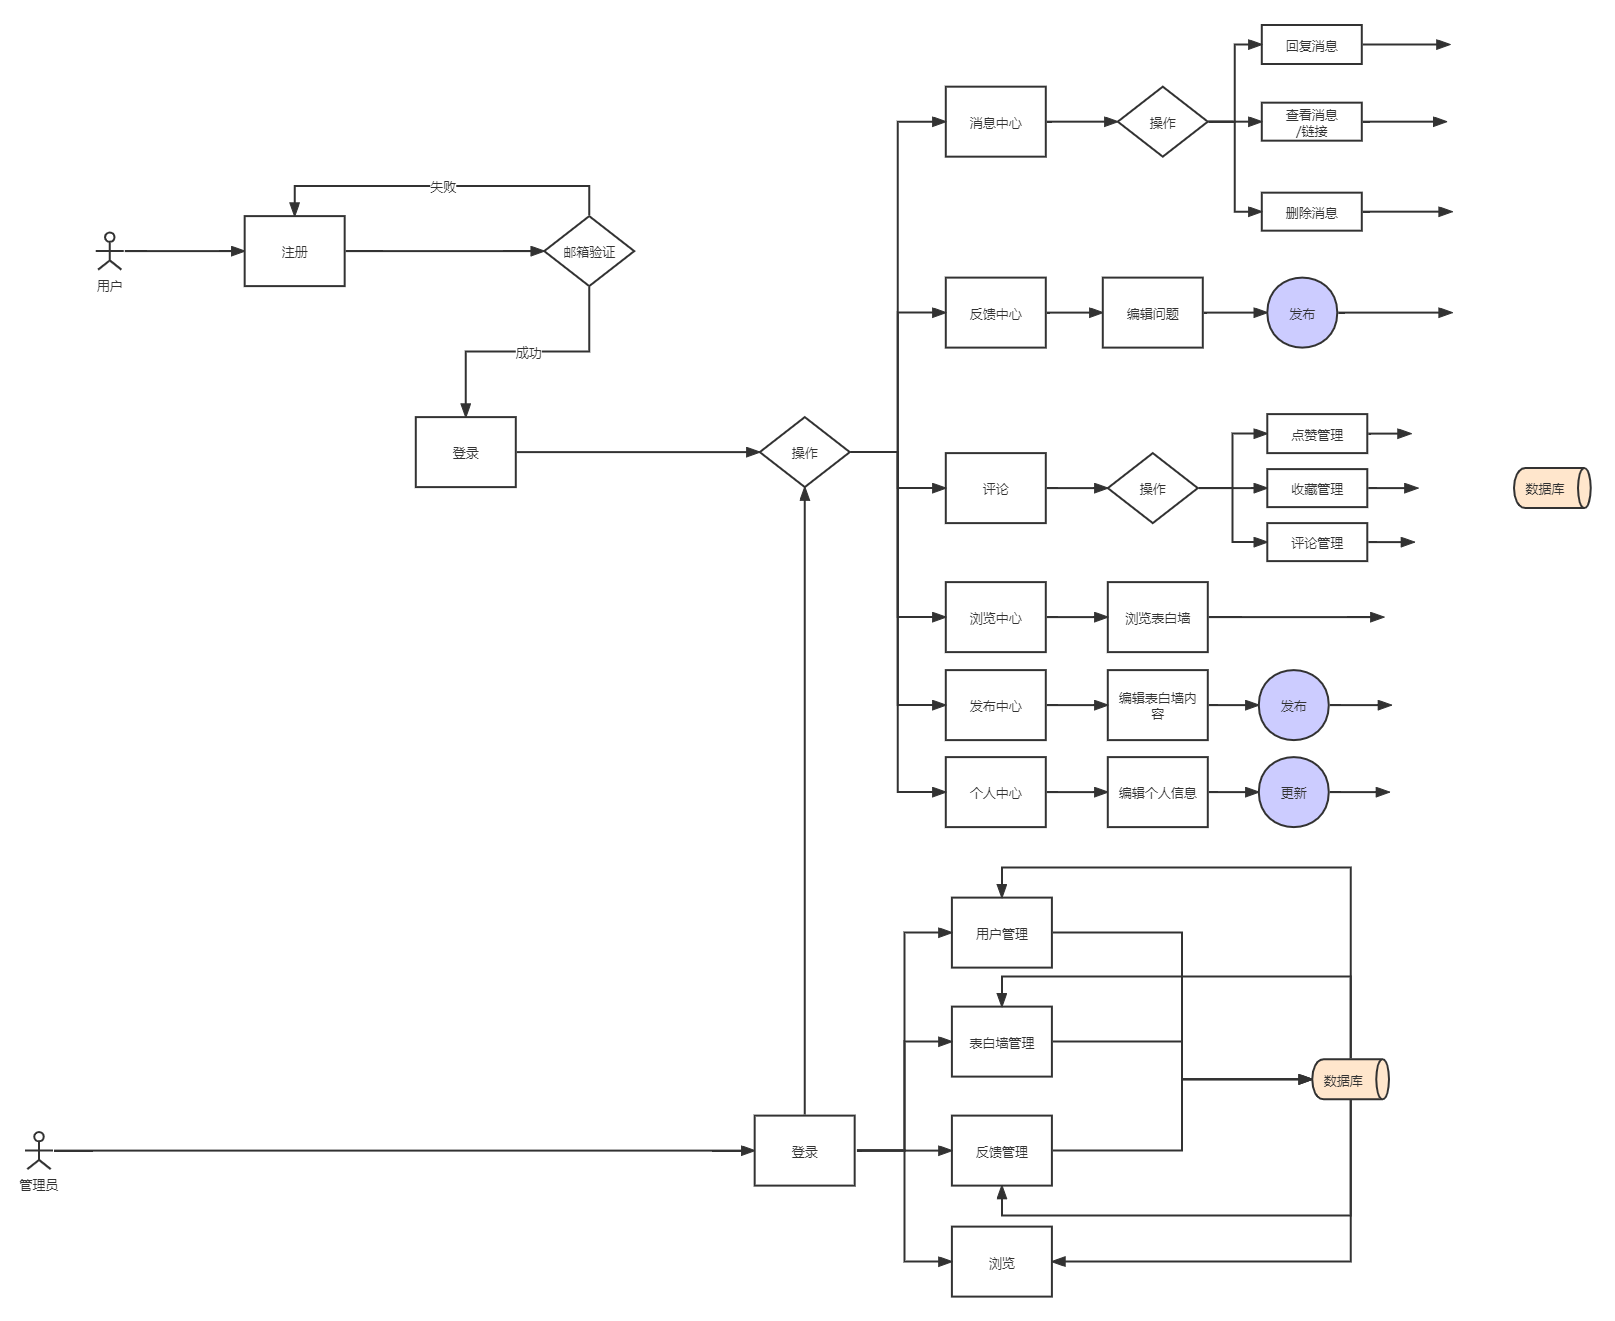 回复消息
消息中心
操作
查看消息
/链接
失败
删除消息
用户
注册
邮箱验证
反馈中心
编辑问题
发布
成功
登录
操作
评论
操作
点赞管理
收藏管理
评论管理
数据库
浏览中心
浏览表白墙
发布中心
编辑表白墙内
容
发布
个人中心
编辑个人信息
更新
用户管理
表白墙管理
数据库
管理员
登录
反馈管理
浏览